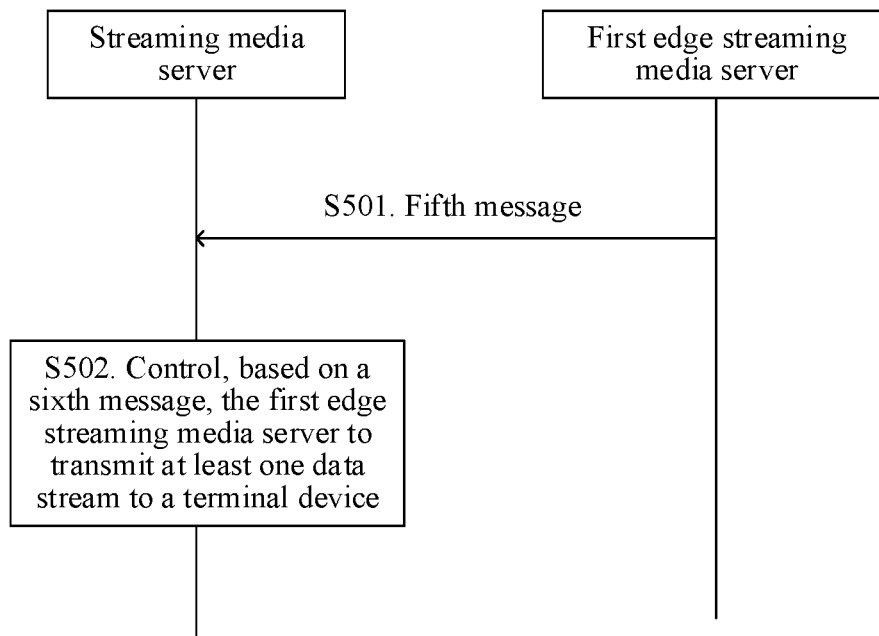 Streaming media
server
First edge streaming
media server
S501. Fifth message
S502. Control, based on a
sixth message, the first edge
streaming media server to
transmit at least one data
stream to a terminal device